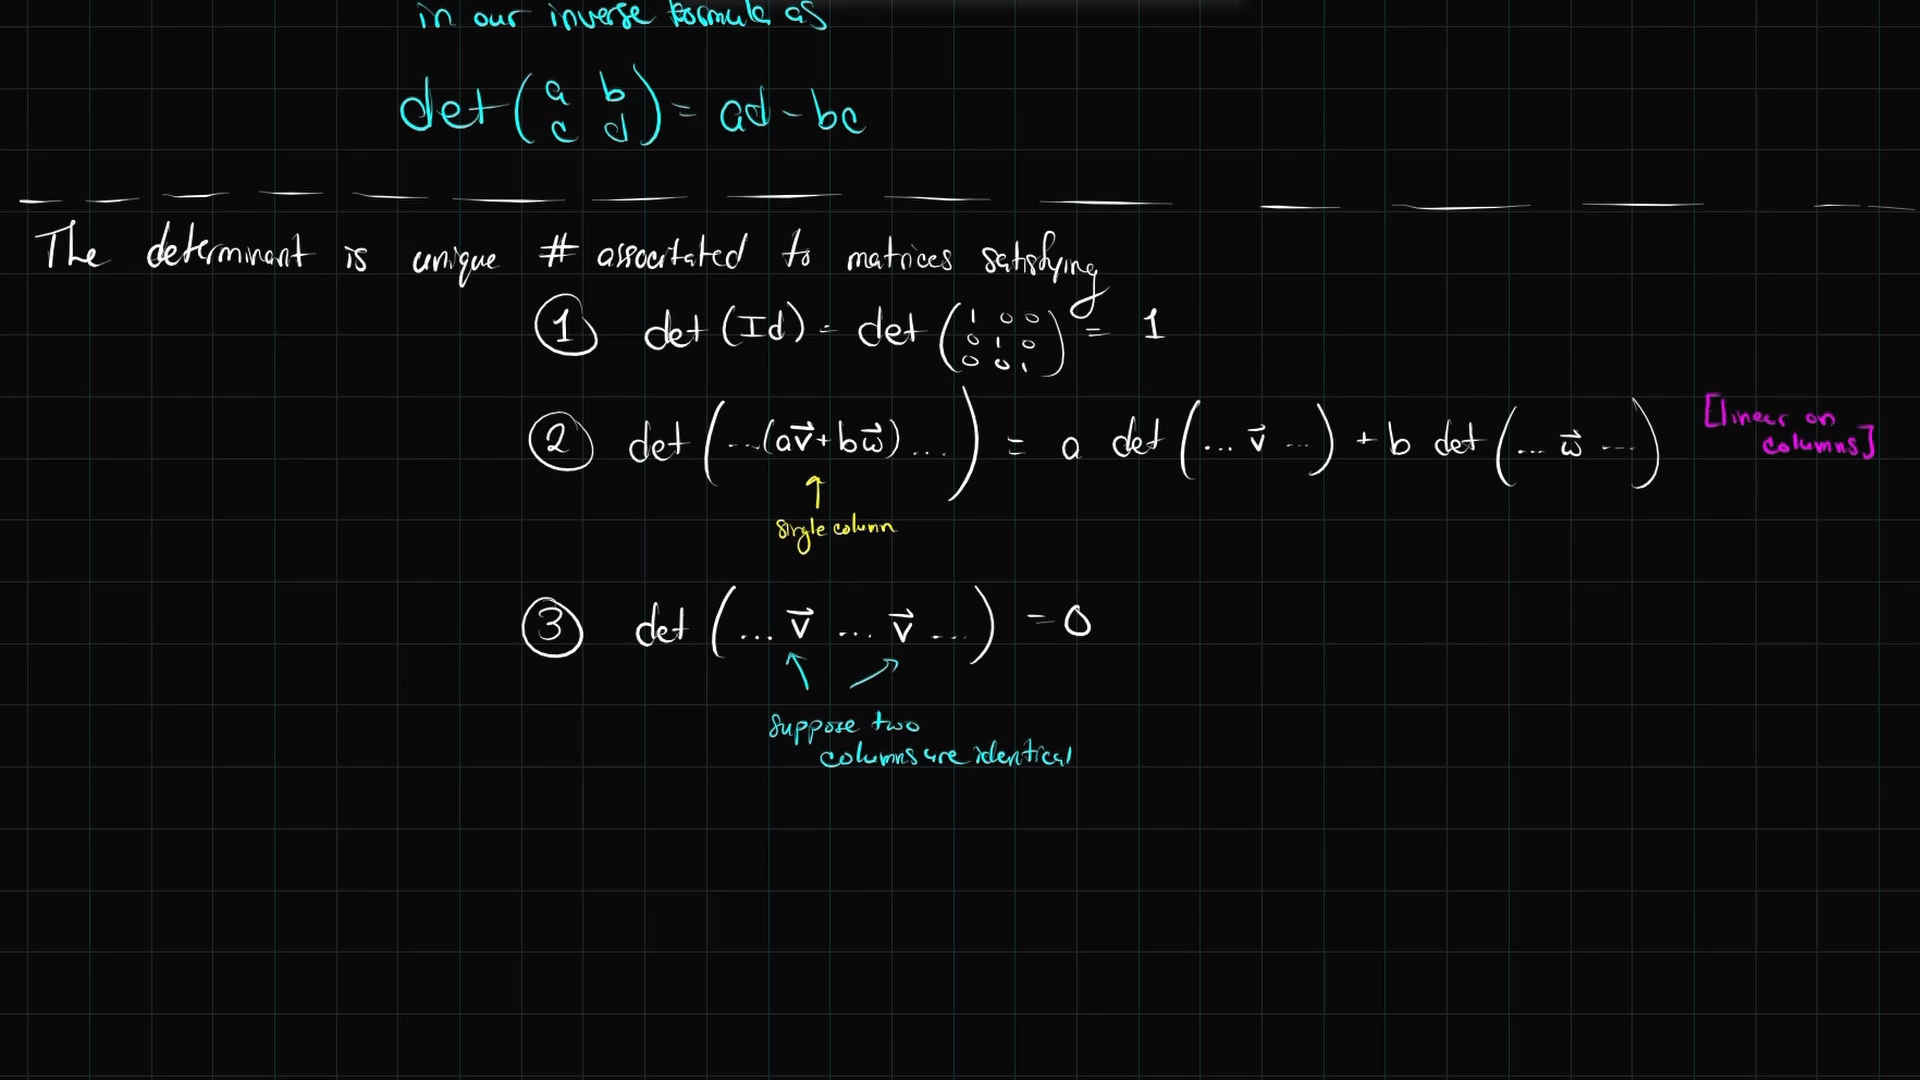 in our inverse formula as
det ( a b
c d ) = ad - bc
The determinant is unique # assocıtated to matrices satisfying
① det (Id) = det ( 1 0 0
0 1 0
0 0 1 ) = 1
② det ( ...(av⃗ + bw⃗)... ) = a det (... v⃗ ...) + b det (... w⃗ ...) [linear on
columns]
↑
single column
③ det (... v⃗ ... v⃗ ...) = 0
suppose two
columns are identical